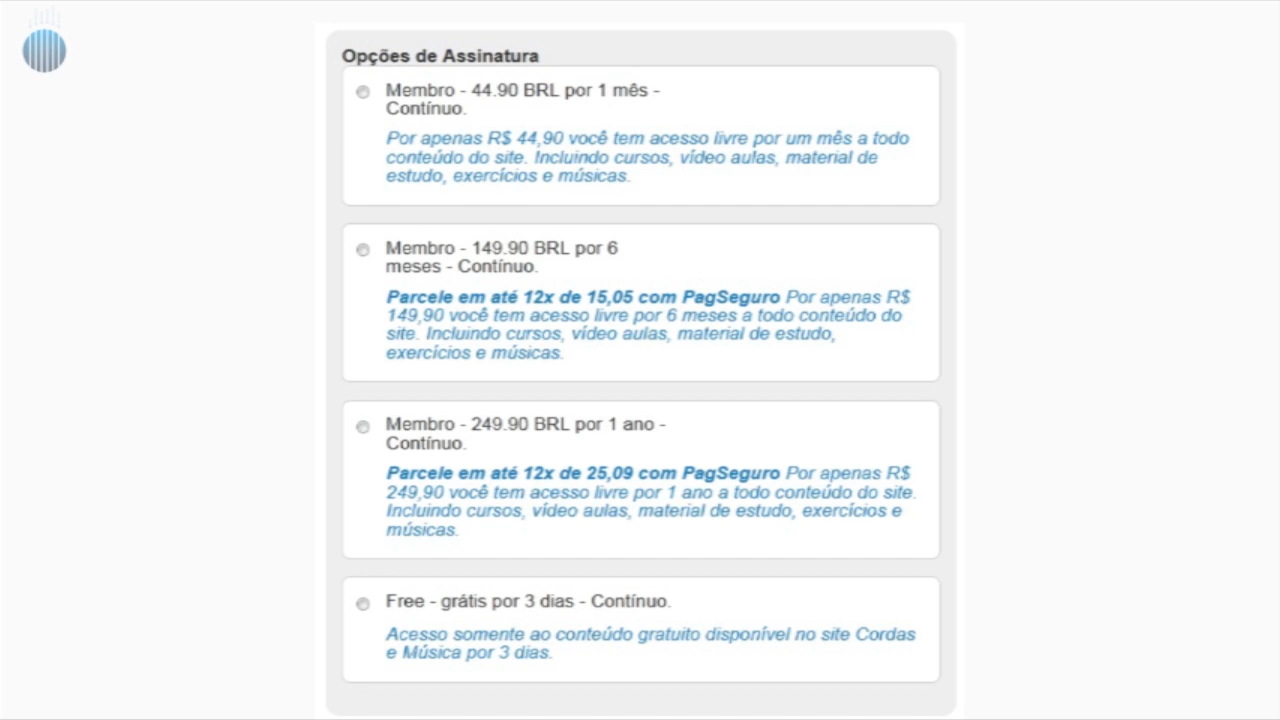 Opções de Assinatura
Membro - 44.90 BRL por 1 mês -
Contínuo.
Por apenas R$ 44,90 você tem acesso livre por um mês a todo
conteúdo do site. Incluindo cursos, vídeo aulas, material de
estudo, exercícios e músicas.
Membro - 149.90 BRL por 6
meses - Contínuo.
Parcele em até 12x de 15,05 com PagSeguro Por apenas R$
149,90 você tem acesso livre por 6 meses a todo conteúdo do
site. Incluindo cursos, vídeo aulas, material de estudo,
exercícios e músicas.
Membro - 249.90 BRL por 1 ano -
Contínuo.
Parcele em até 12x de 25,09 com PagSeguro Por apenas R$
249,90 você tem acesso livre por 1 ano a todo conteúdo do site.
Incluindo cursos, vídeo aulas, material de estudo, exercícios e
músicas.
Free - grátis por 3 dias - Contínuo.
Acesso somente ao conteúdo gratuito disponível no site Cordas
e Música por 3 dias.